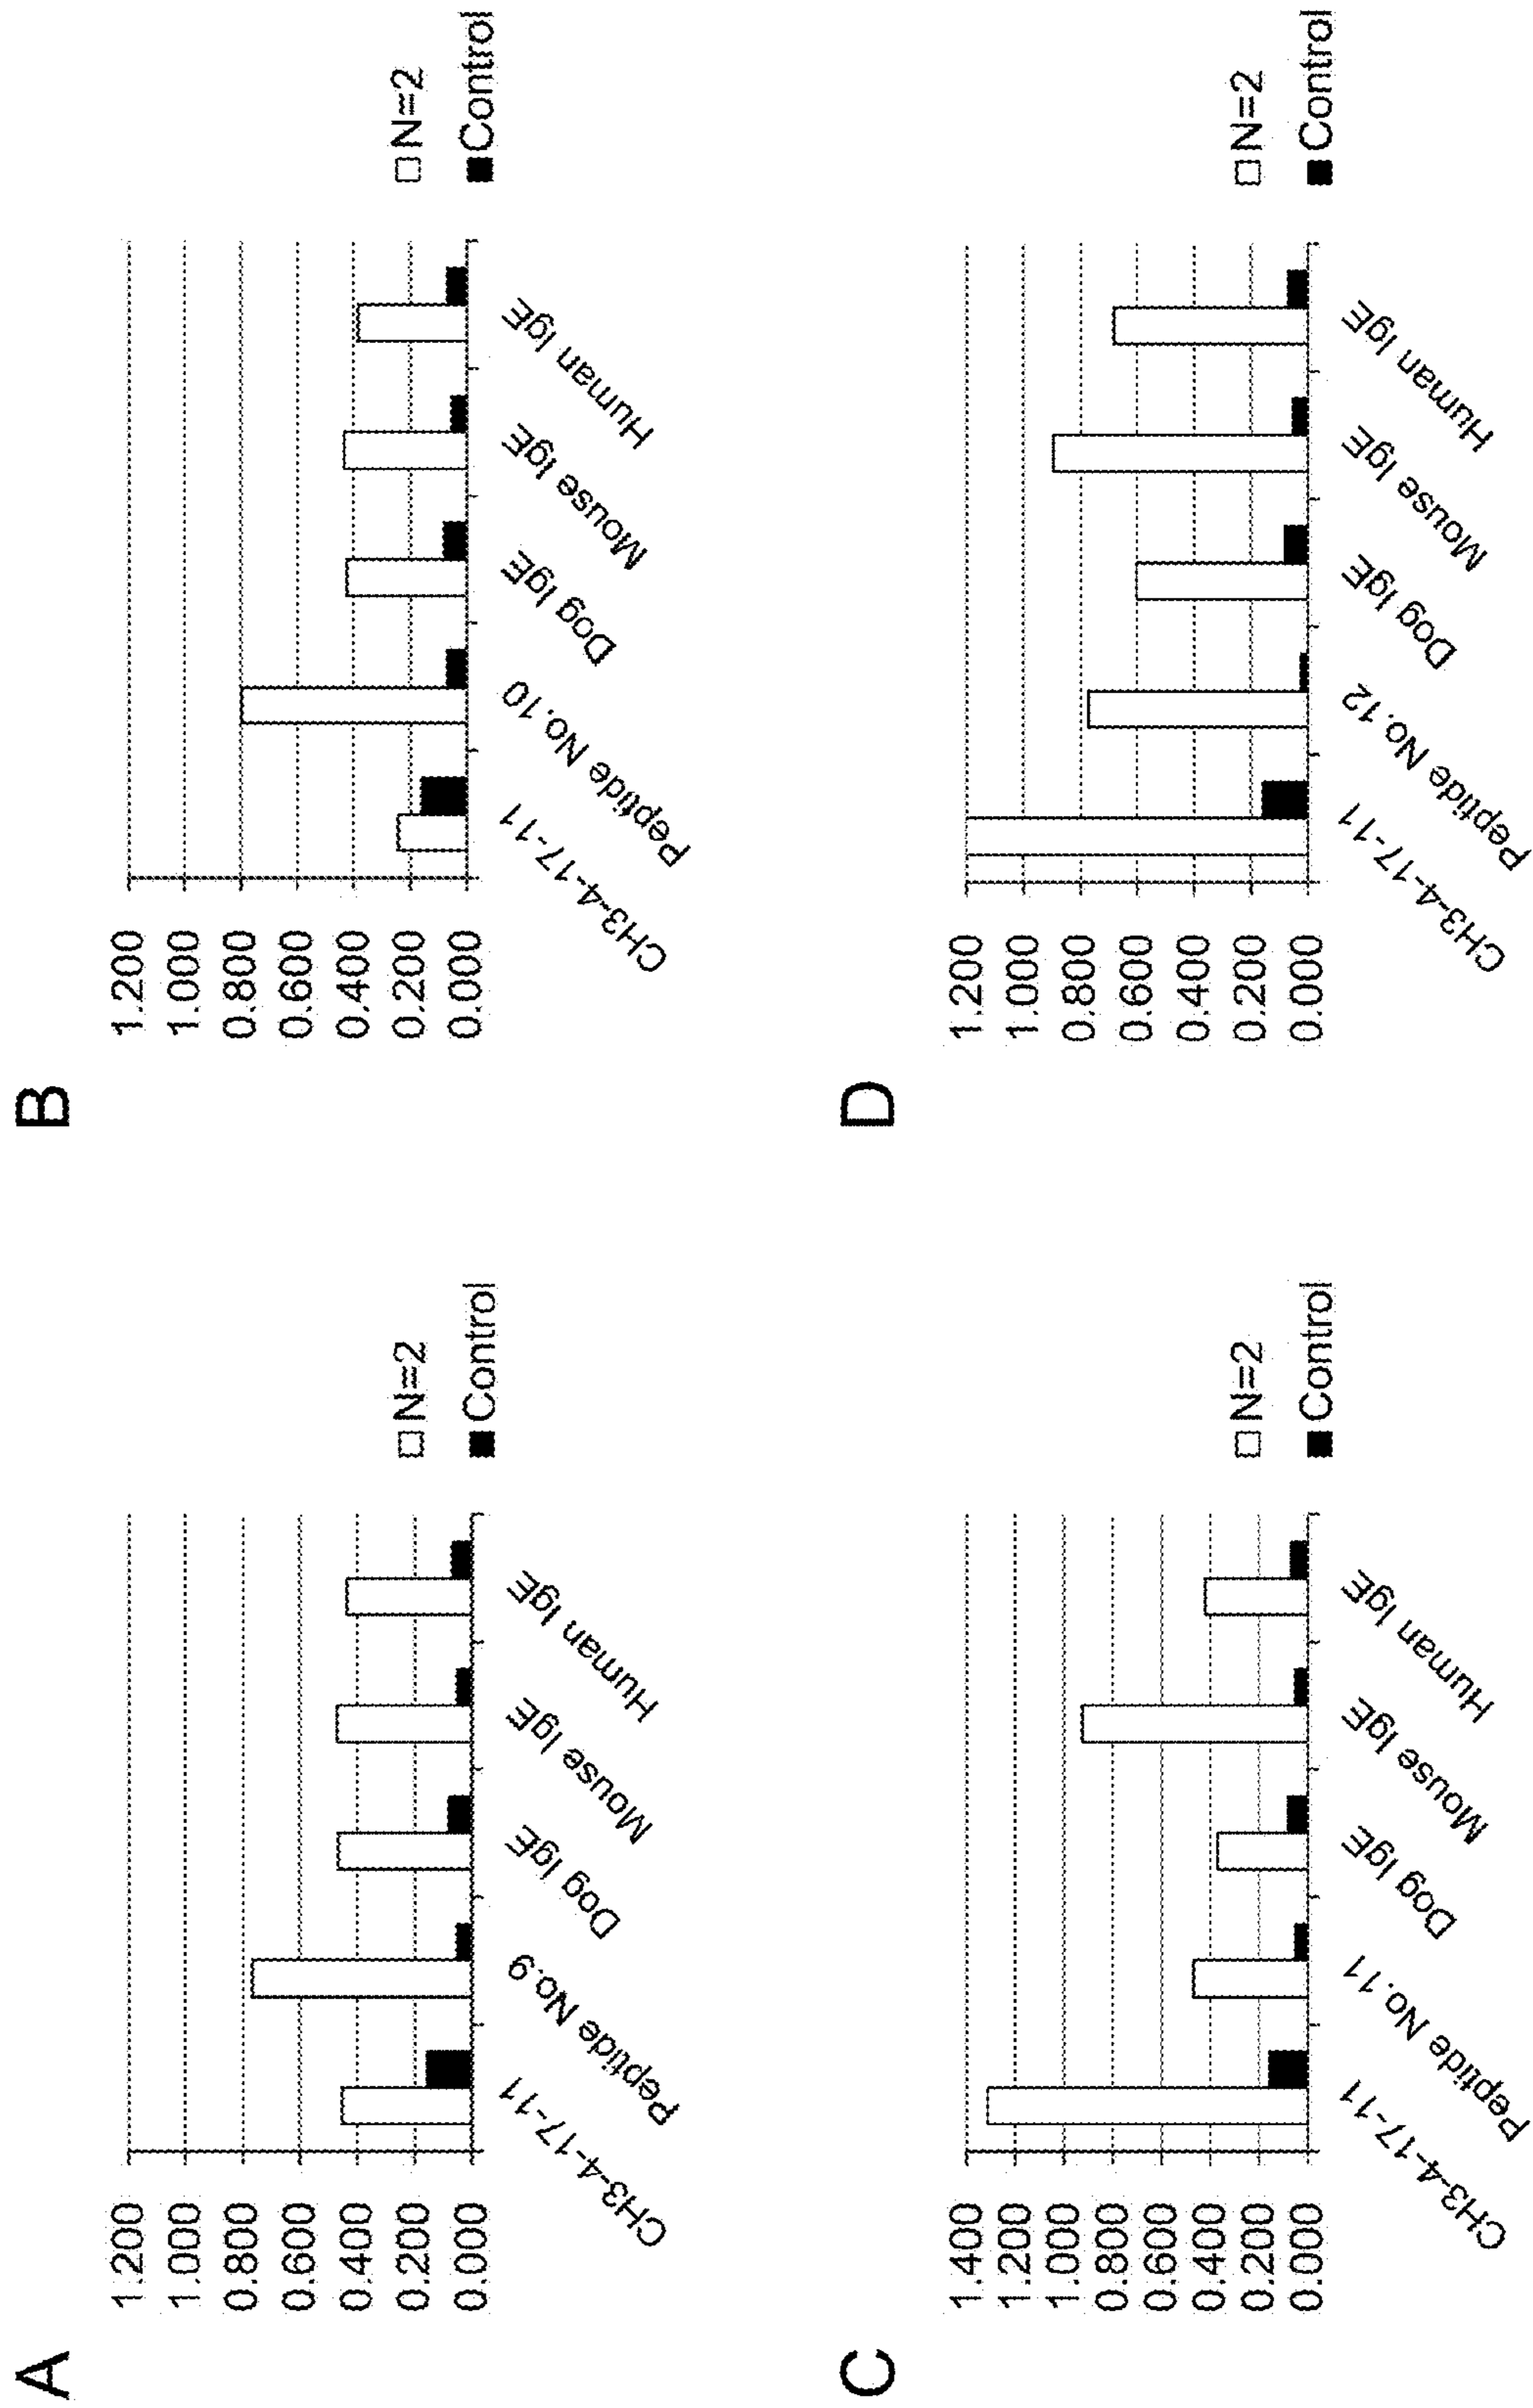 A
1.200
1.000
0.800
0.600
0.400
0.200
0.000
CH3-4-17-11
Peptide No.9
Dog IgE
Mouse IgE
Human IgE
N=2
Control
B
1.200
1.000
0.800
0.600
0.400
0.200
0.000
CH3-4-17-11
Peptide No.10
Dog IgE
Mouse IgE
Human IgE
N=2
Control
C
1.400
1.200
1.000
0.800
0.600
0.400
0.200
0.000
CH3-4-17-11
Peptide No.11
Dog IgE
Mouse IgE
Human IgE
N=2
Control
D
1.200
1.000
0.800
0.600
0.400
0.200
0.000
CH3-4-17-11
Peptide No.12
Dog IgE
Mouse IgE
Human IgE
N=2
Control